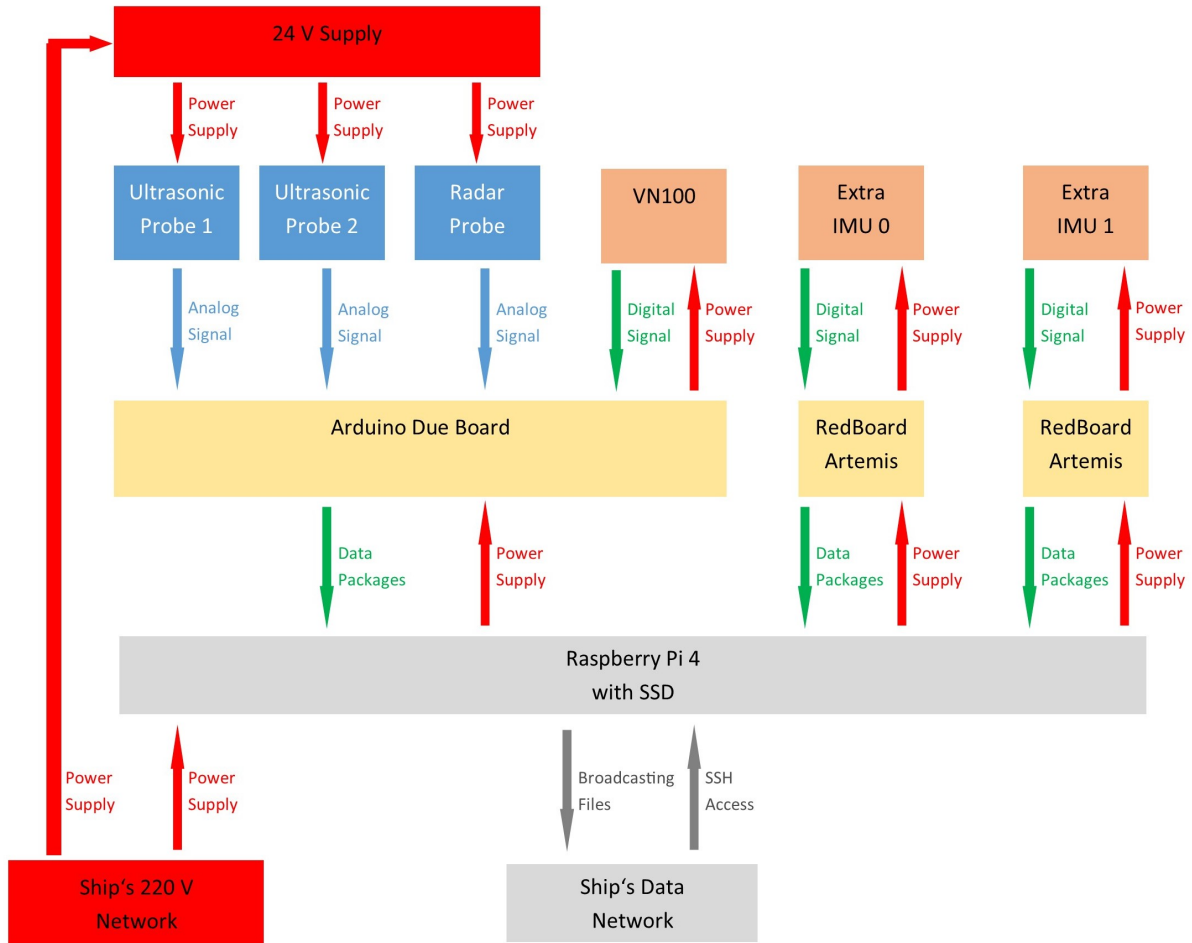 24 V Supply
Power Power Power
Supply Supply Supply
Ultrasonic Ultrasonic Radar VN100 Extra Extra
Probe 1 Probe 2 Probe IMU 0 IMU 1
Analog Analog Analog Digital Power Digital Power Digital Power
Signal Signal Signal Signal Supply Signal Supply Signal Supply
Arduino Due Board RedBoard RedBoard
Artemis Artemis
Data Power Data Power Data Power
Packages Supply Packages Supply Packages Supply
Raspberry Pi 4
with SSD
Power Power Broadcasting SSH
Supply Supply Files Access
Ship‘s 220 V Ship‘s Data
Network Network